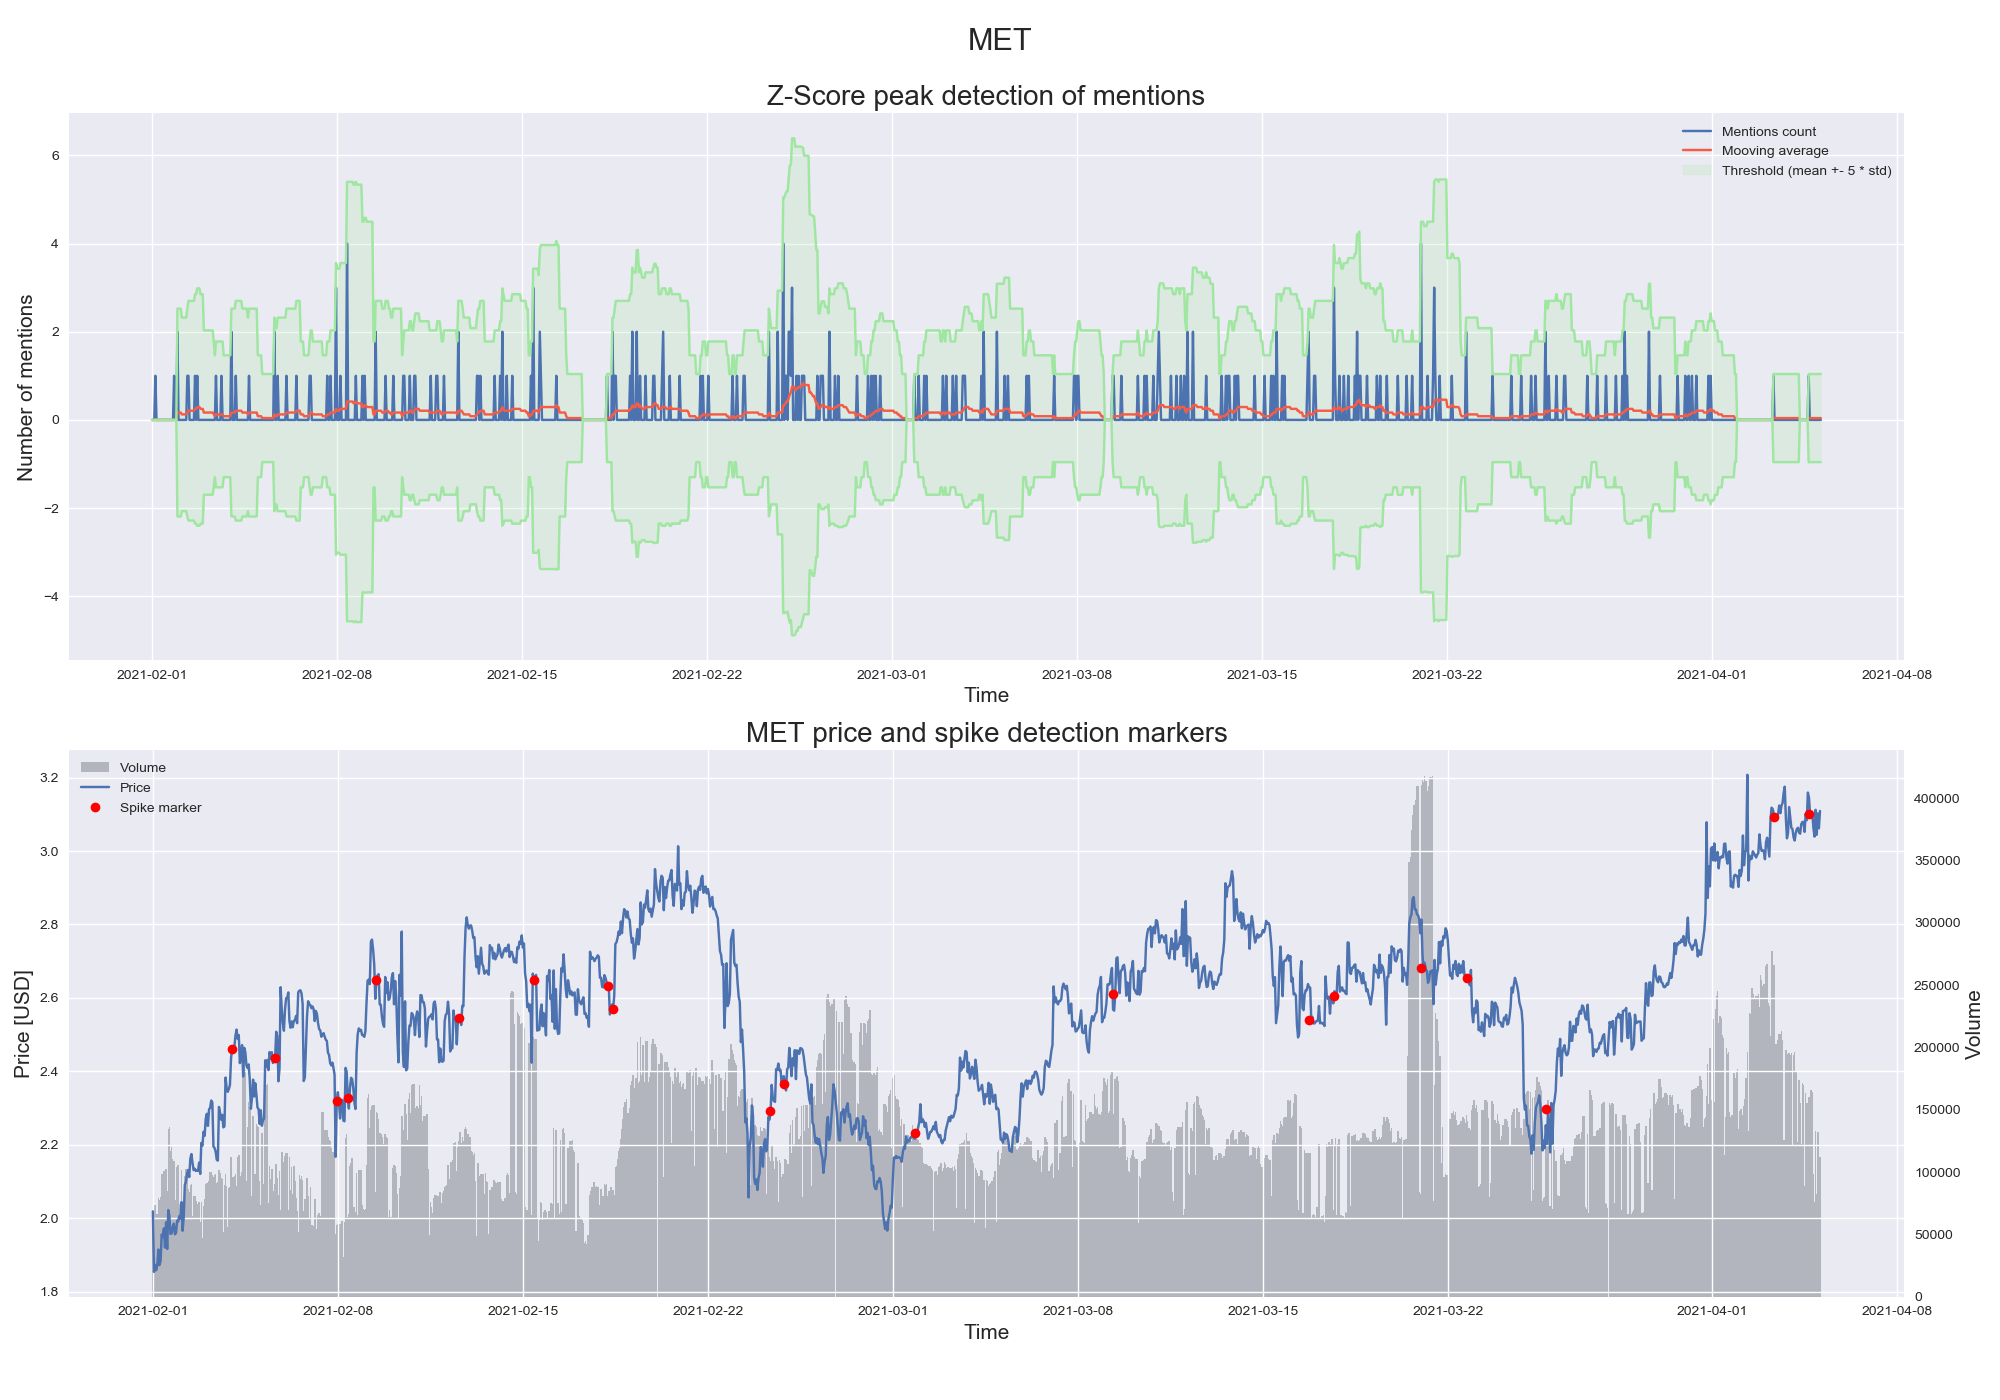 MET
Z-Score peak detection of mentions
Mentions count
Mooving average
Threshold (mean +- 5 * std)
Number of mentions
6
4
2
0
−2
−4
2021-02-01 2021-02-08 2021-02-15 2021-02-22 2021-03-01 2021-03-08 2021-03-15 2021-03-22 2021-04-01 2021-04-08
Time
MET price and spike detection markers
Volume
Price
Spike marker
Price [USD]
3.2
3.0
2.8
2.6
2.4
2.2
2.0
1.8
400000
350000
300000
250000
200000
150000
100000
50000
0
Volume
2021-02-01 2021-02-08 2021-02-15 2021-02-22 2021-03-01 2021-03-08 2021-03-15 2021-03-22 2021-04-01 2021-04-08
Time